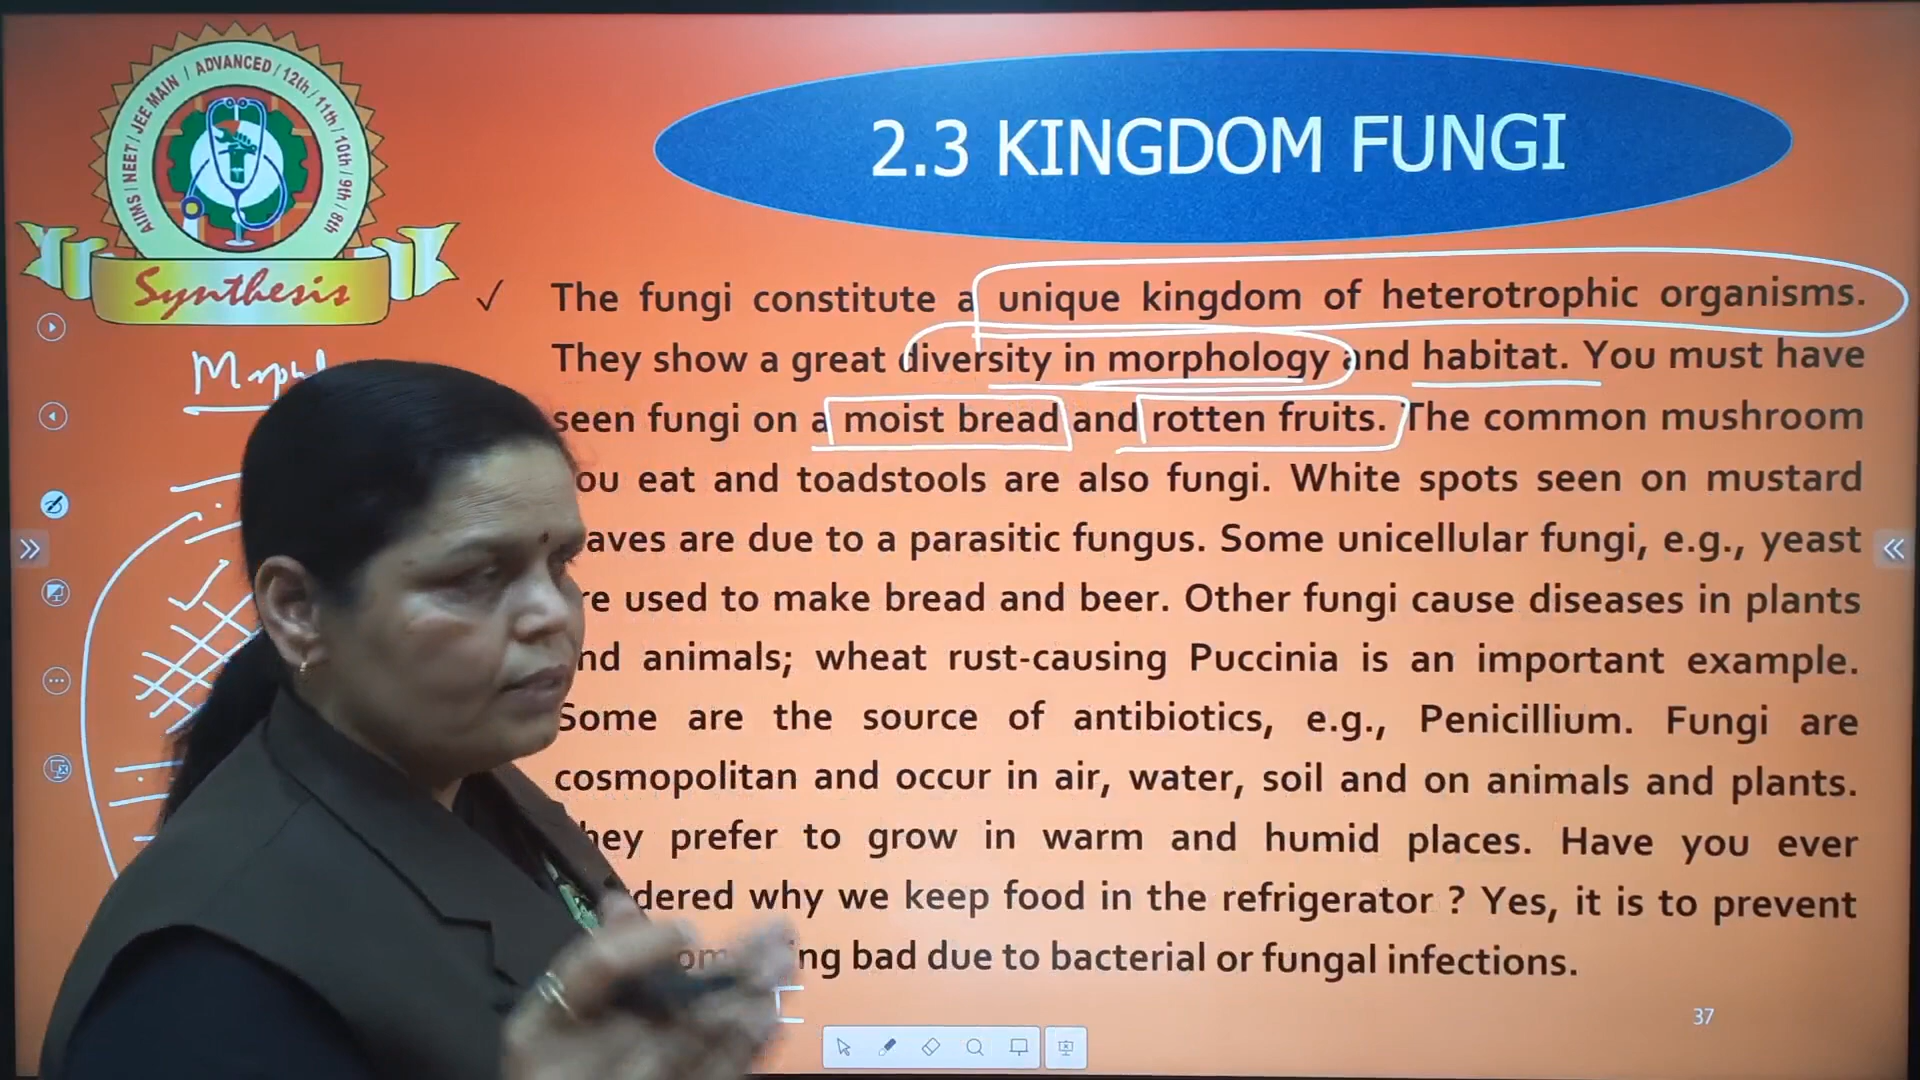 AIIMS | NEET | JEE MAIN | ADVANCED / 12th / 11th / 10th / 9th / 8th
Synthesis
2.3 KINGDOM FUNGI
✓ The fungi constitute a unique kingdom of heterotrophic organisms.
They show a great diversity in morphology and habitat. You must have
seen fungi on a moist bread and rotten fruits. The common mushroom
ou eat and toadstools are also fungi. White spots seen on mustard
aves are due to a parasitic fungus. Some unicellular fungi, e.g., yeast
re used to make bread and beer. Other fungi cause diseases in plants
nd animals; wheat rust-causing Puccinia is an important example.
Some are the source of antibiotics, e.g., Penicillium. Fungi are
cosmopolitan and occur in air, water, soil and on animals and plants.
hey prefer to grow in warm and humid places. Have you ever
dered why we keep food in the refrigerator ? Yes, it is to prevent
ng bad due to bacterial or fungal infections.
37